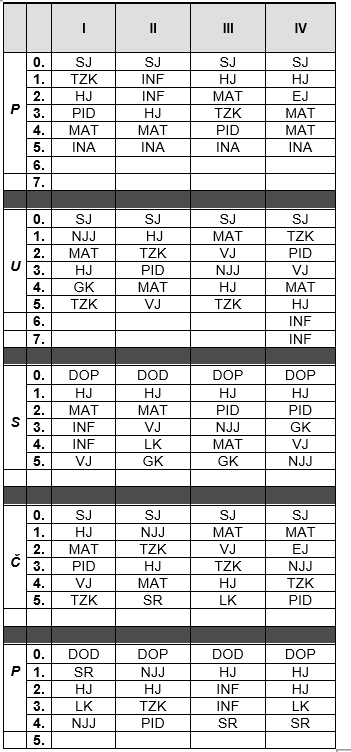 I II III IV
0. SJ SJ SJ SJ
1. TZK INF HJ HJ
2. HJ INF MAT EJ
P 3. PID HJ TZK MAT
4. MAT MAT PID MAT
5. INA INA INA INA
6.
7.
0. SJ SJ SJ SJ
1. NJJ HJ MAT TZK
2. MAT TZK VJ PID
U 3. HJ PID NJJ VJ
4. GK MAT HJ MAT
5. TZK VJ TZK HJ
6. INF
7. INF
0. DOP DOD DOP DOP
1. HJ HJ HJ HJ
2. MAT MAT PID PID
S 3. INF VJ NJJ GK
4. INF LK MAT VJ
5. VJ GK GK NJJ
0. SJ SJ SJ SJ
1. HJ NJJ MAT MAT
2. MAT TZK VJ EJ
Č 3. PID HJ TZK NJJ
4. VJ MAT HJ TZK
5. TZK SR LK PID
0. DOD DOP DOD DOP
P 1. SR NJJ HJ HJ
2. HJ HJ INF HJ
3. LK TZK INF LK
4. NJJ PID SR SR
5.